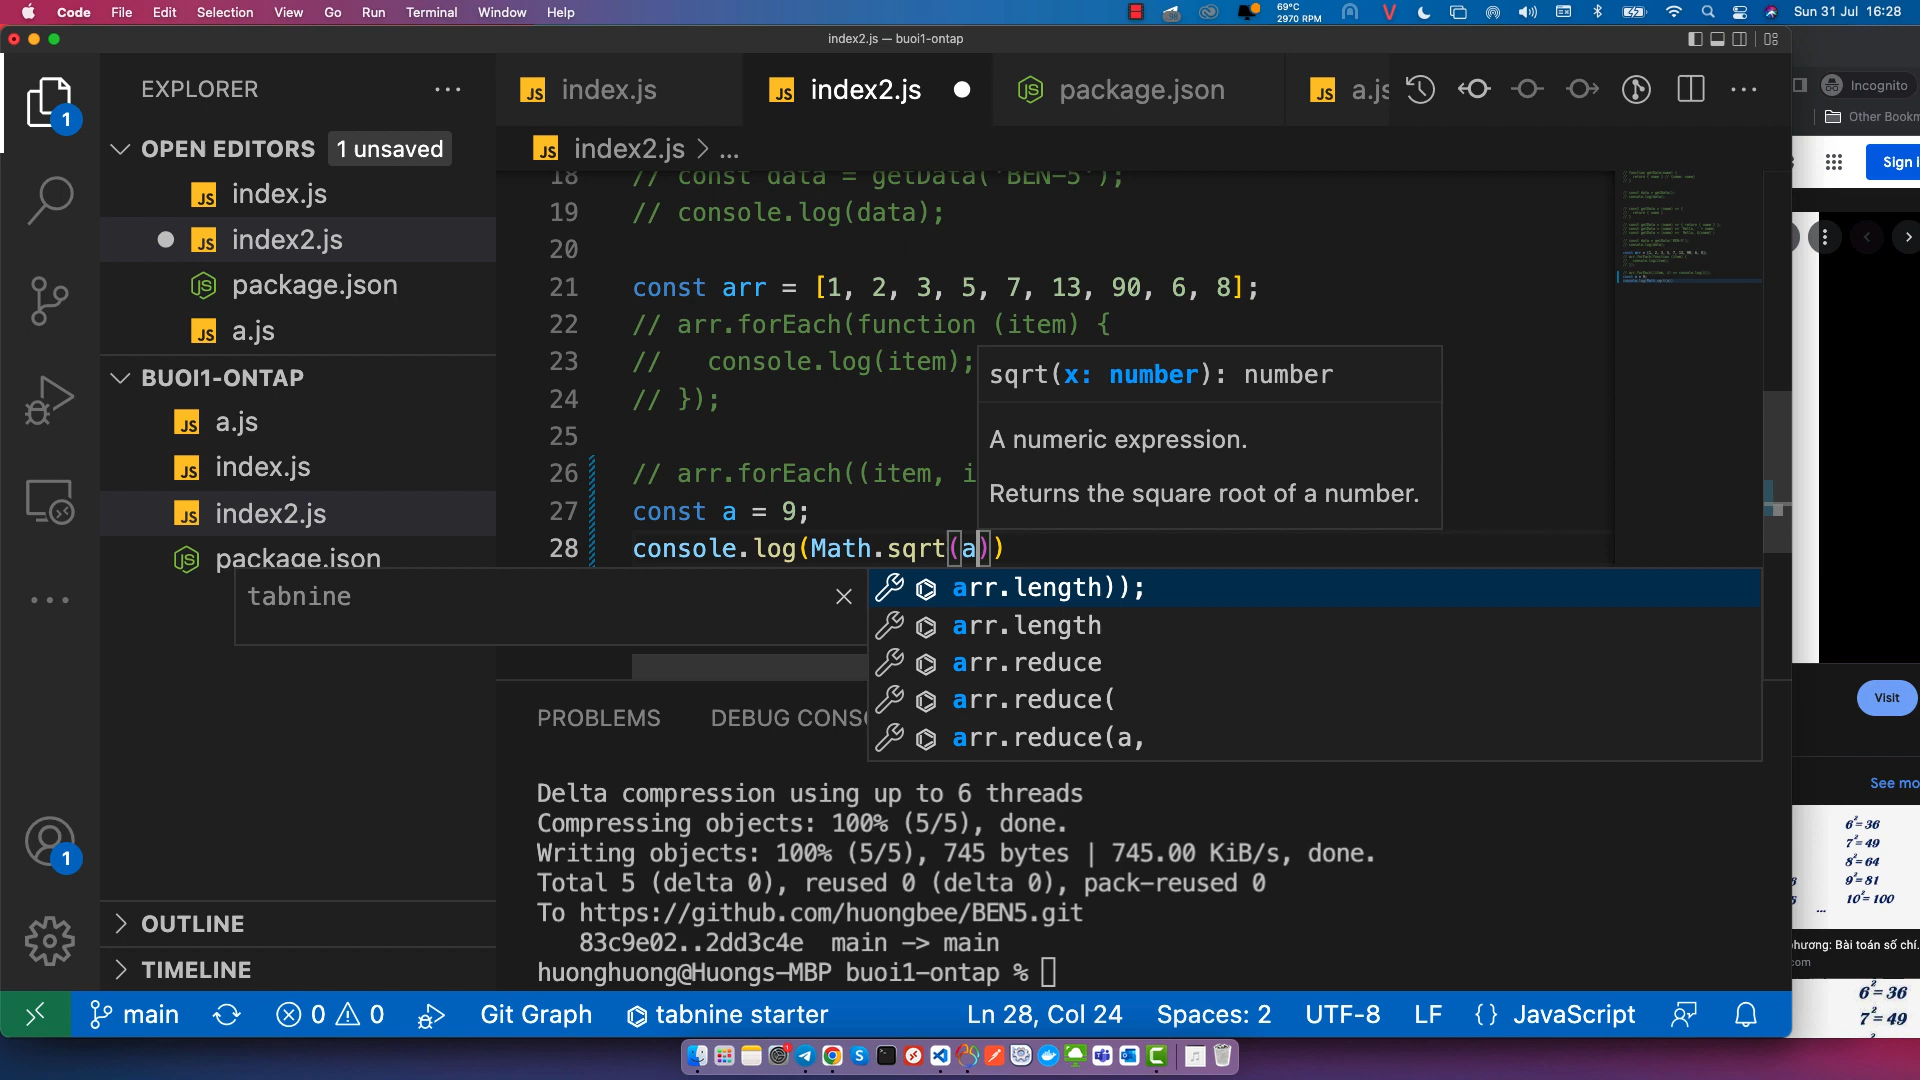 Code File Edit Selection View Go Run Terminal Window Help
69°C
2970 RPM
Sun 31 Jul 16:28
index2.js — buoi1-ontap
EXPLORER
OPEN EDITORS 1 unsaved
index.js
index2.js
package.json
a.js
BUOI1-ONTAP
a.js
index.js
index2.js
package.json
OUTLINE
TIMELINE
1
1
index.js
index2.js
package.json
a.js
index2.js > ...
18 // const data = getData('BEN-5');
19 // console.log(data);
20
21 const arr = [1, 2, 3, 5, 7, 13, 90, 6, 8];
22 // arr.forEach(function (item) {
23 // console.log(item);
24 // });
25
26 // arr.forEach((item, i
27 const a = 9;
28 console.log(Math.sqrt(a))
sqrt(x: number): number
A numeric expression.
Returns the square root of a number.
tabnine
arr.length));
arr.length
arr.reduce
arr.reduce(
arr.reduce(a,
PROBLEMS DEBUG CONSO
Delta compression using up to 6 threads
Compressing objects: 100% (5/5), done.
Writing objects: 100% (5/5), 745 bytes | 745.00 KiB/s, done.
Total 5 (delta 0), reused 0 (delta 0), pack-reused 0
To https://github.com/huongbee/BEN5.git
83c9e02..2dd3c4e main -> main
huonghuong@Huongs-MBP buoi1-ontap %
main 0 0 Git Graph tabnine starter Ln 28, Col 24 Spaces: 2 UTF-8 LF {} JavaScript
Incognito
Other Bookm
Sign i
Visit
See mo
6²=36
7²=49
8²=64
9²=81
10²=100
...
hương: Bài toán số chí.
com
6²=36
7²=49